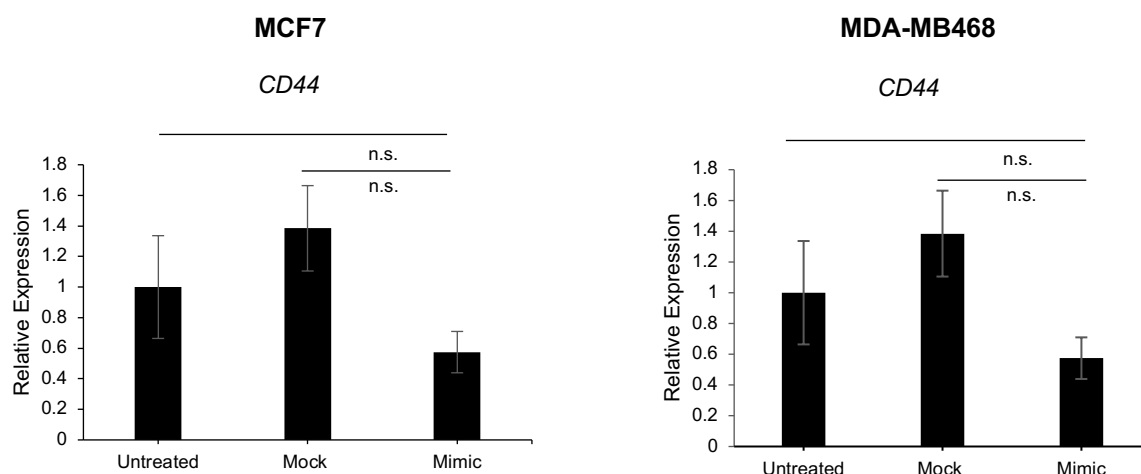 MCF7
CD44
n.s.
n.s.
Relative Expression
1.8
1.6
1.4
1.2
1
0.8
0.6
0.4
0.2
0
Untreated Mock Mimic
MDA-MB468
CD44
n.s.
n.s.
Relative Expression
1.8
1.6
1.4
1.2
1
0.8
0.6
0.4
0.2
0
Untreated Mock Mimic